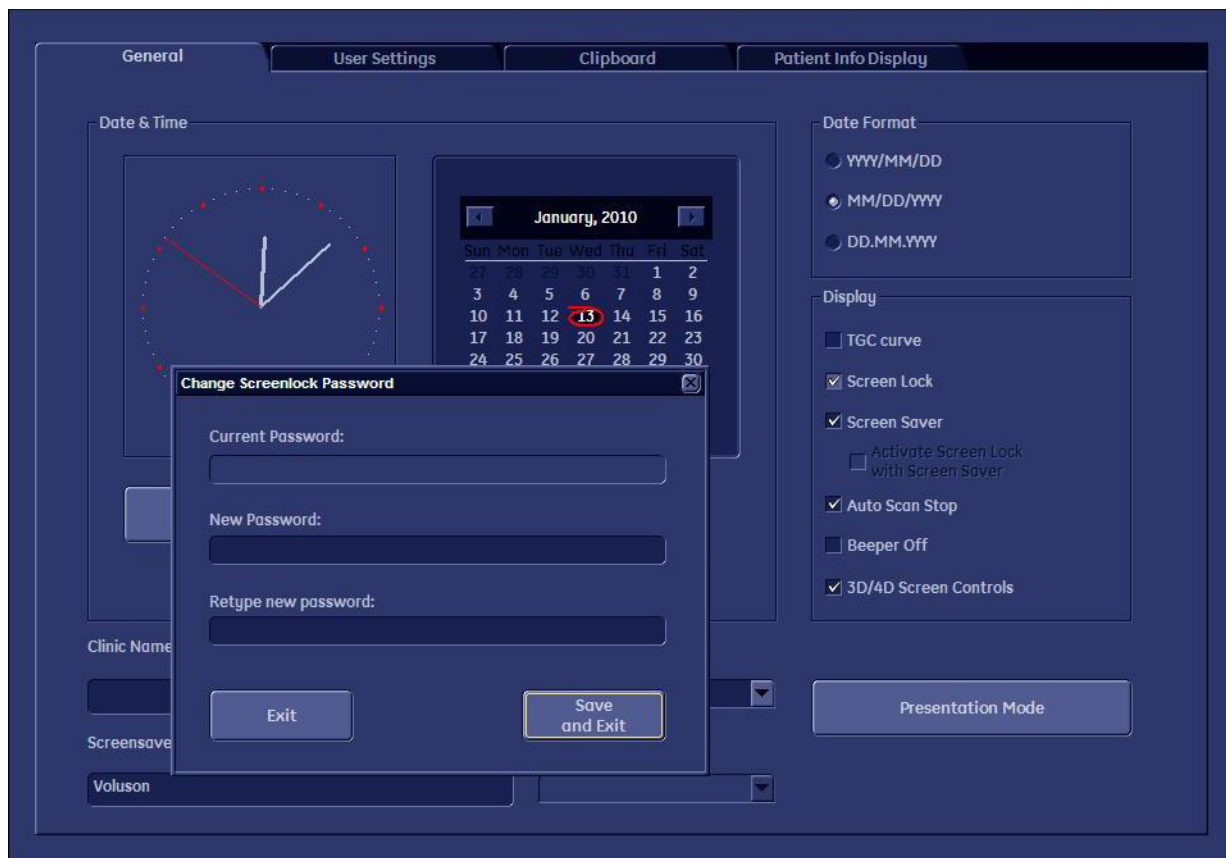 General
User Settings
Clipboard
Patient Info Display
Date & Time
January, 2010
Sun Mon Tue Wed Thu Fri Sat
27 28 29 30 31 1 2
3 4 5 6 7 8 9
10 11 12 13 14 15 16
17 18 19 20 21 22 23
24 25 26 27 28 29 30
Date Format
YYYY/MM/DD
MM/DD/YYYY
DD.MM.YYYY
Display
TGC curve
Screen Lock
Screen Saver
Activate Screen Lock
with Screen Saver
Auto Scan Stop
Beeper Off
3D/4D Screen Controls
Change Screenlock Password
Current Password:
New Password:
Retype new password:
Exit
Save
and Exit
Clinic Name
Screensave
Voluson
Presentation Mode